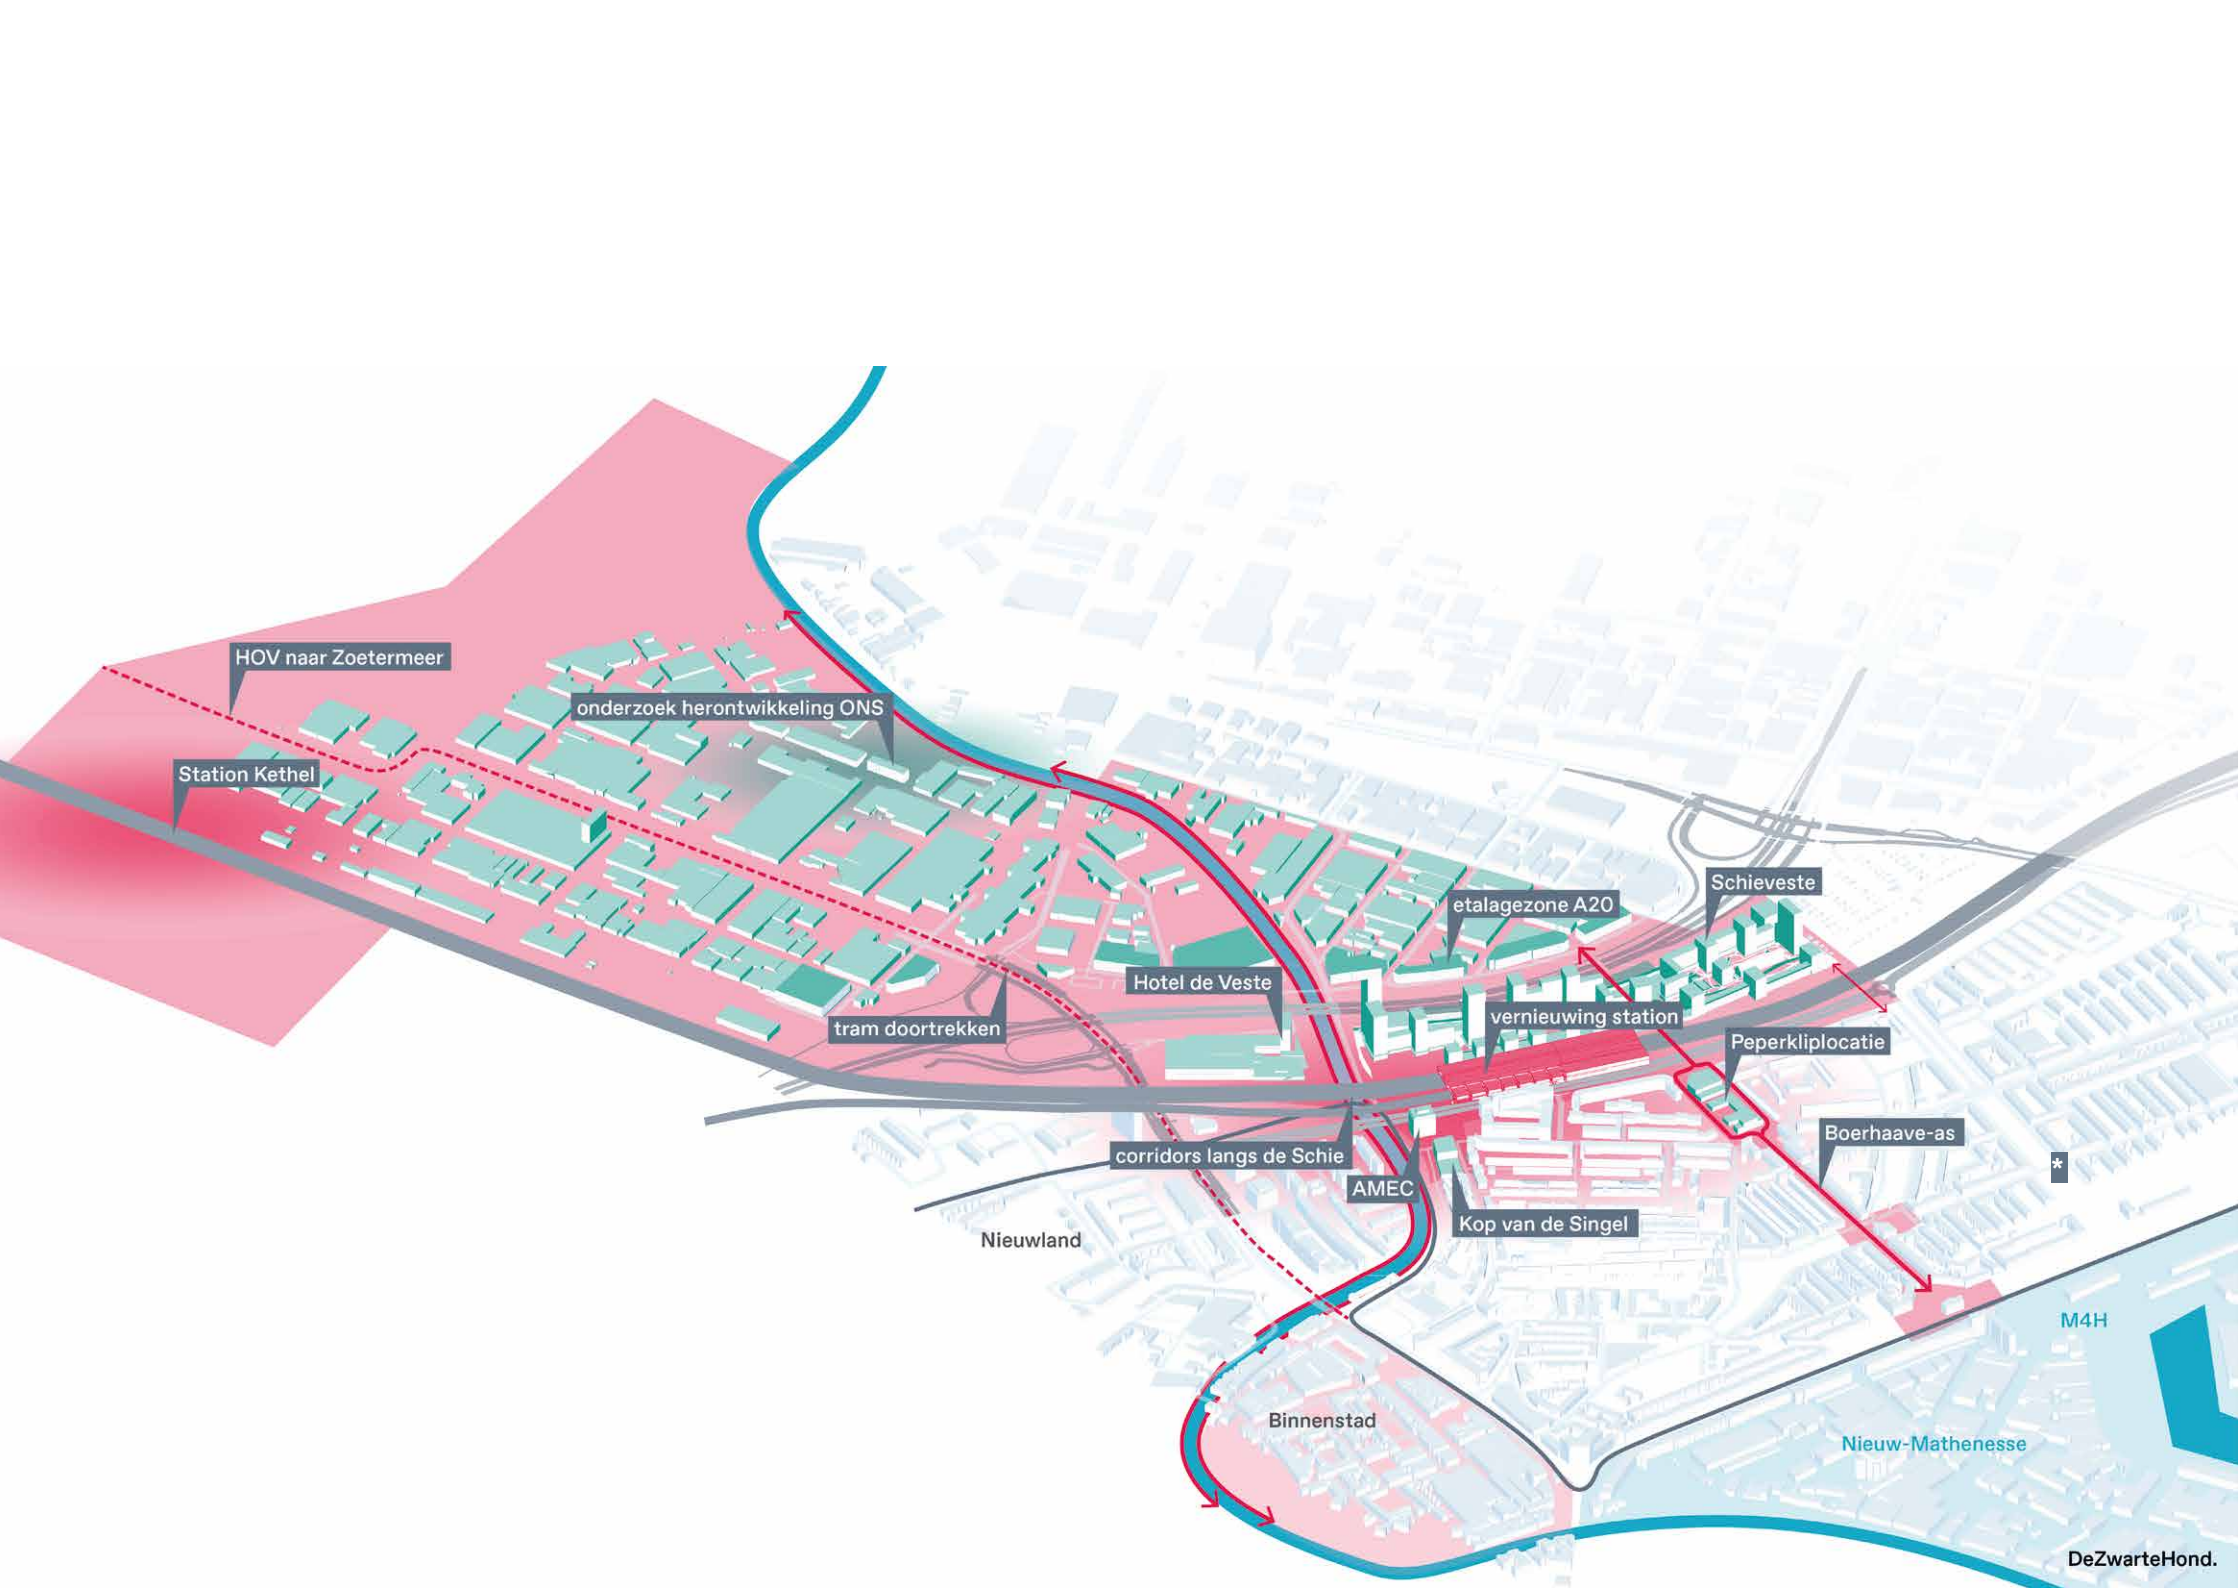 HOV naar Zoetermeer
onderzoek herontwikkeling ONS
Station Kethel
Schieveste
etalagezone A20
Hotel de Veste
vernieuwing station
tram doortrekken
Peperkliplocatie
Boerhaave-as
corridors langs de Schie
*
AMEC
Kop van de Singel
Nieuwland
M4H
Binnenstad
Nieuw-Mathenesse
DeZwarteHond.